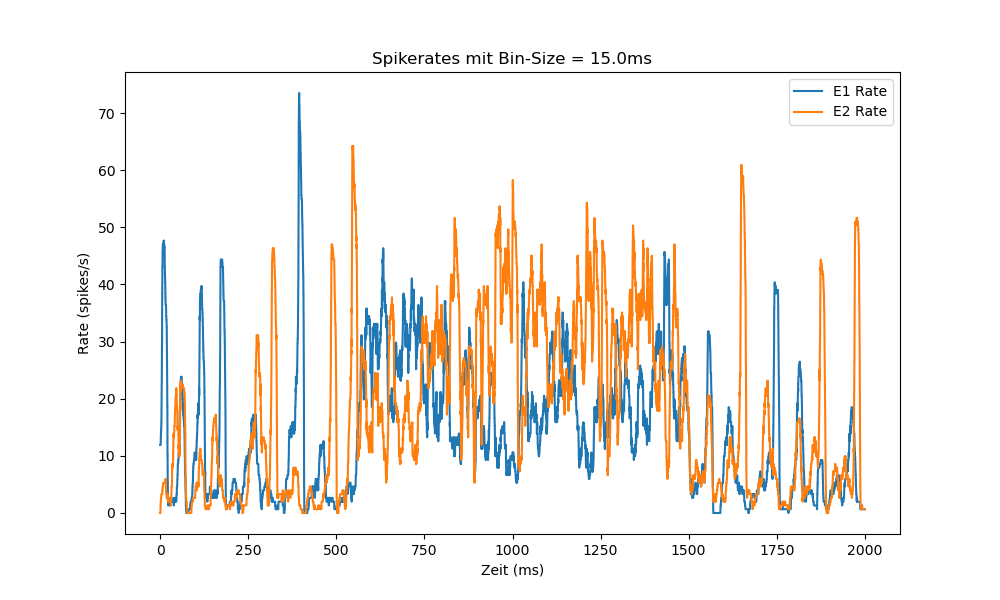 Spikerates mit Bin-Size = 15.0ms
E1 Rate
E2 Rate
Rate (spikes/s)
70
60
50
40
30
20
10
0
0 250 500 750 1000 1250 1500 1750 2000
Zeit (ms)